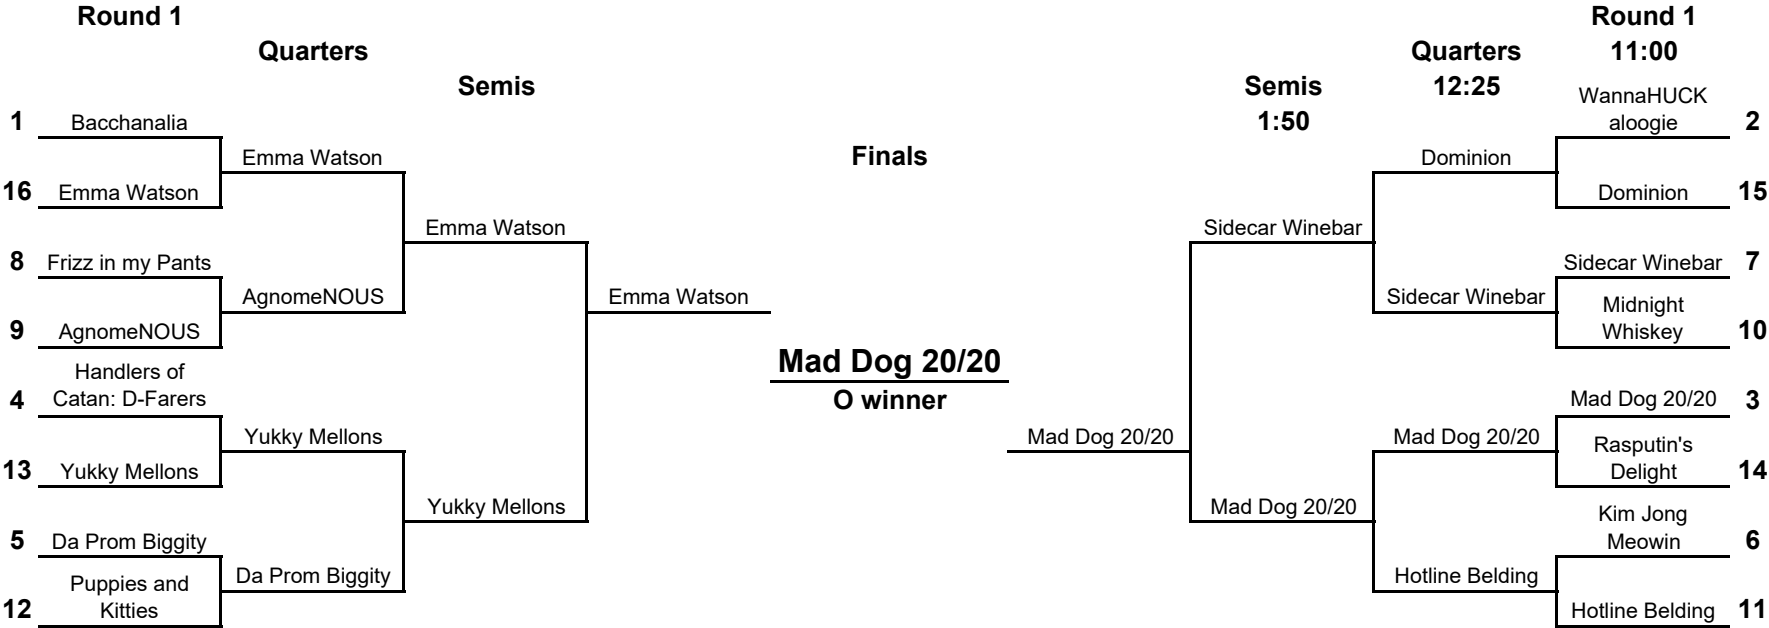 Round 1
Round 1
Quarters
Quarters
11:00
Semis
Semis
12:25
1:50
Finals
1 Bacchanalia
16 Emma Watson
8 Frizz in my Pants
9 AgnomeNOUS
Handlers of
4 Catan: D-Farers
13 Yukky Mellons
5 Da Prom Biggity
Puppies and
12 Kitties
Emma Watson
AgnomeNOUS
Yukky Mellons
Da Prom Biggity
Emma Watson
Yukky Mellons
Emma Watson
Mad Dog 20/20
O winner
Mad Dog 20/20
Sidecar Winebar
Mad Dog 20/20
Dominion
Sidecar Winebar
Mad Dog 20/20
Hotline Belding
WannaHUCK
aloogie 2
Dominion 15
Sidecar Winebar 7
Midnight
Whiskey 10
Mad Dog 20/20 3
Rasputin's
Delight 14
Kim Jong
Meowin 6
Hotline Belding 11